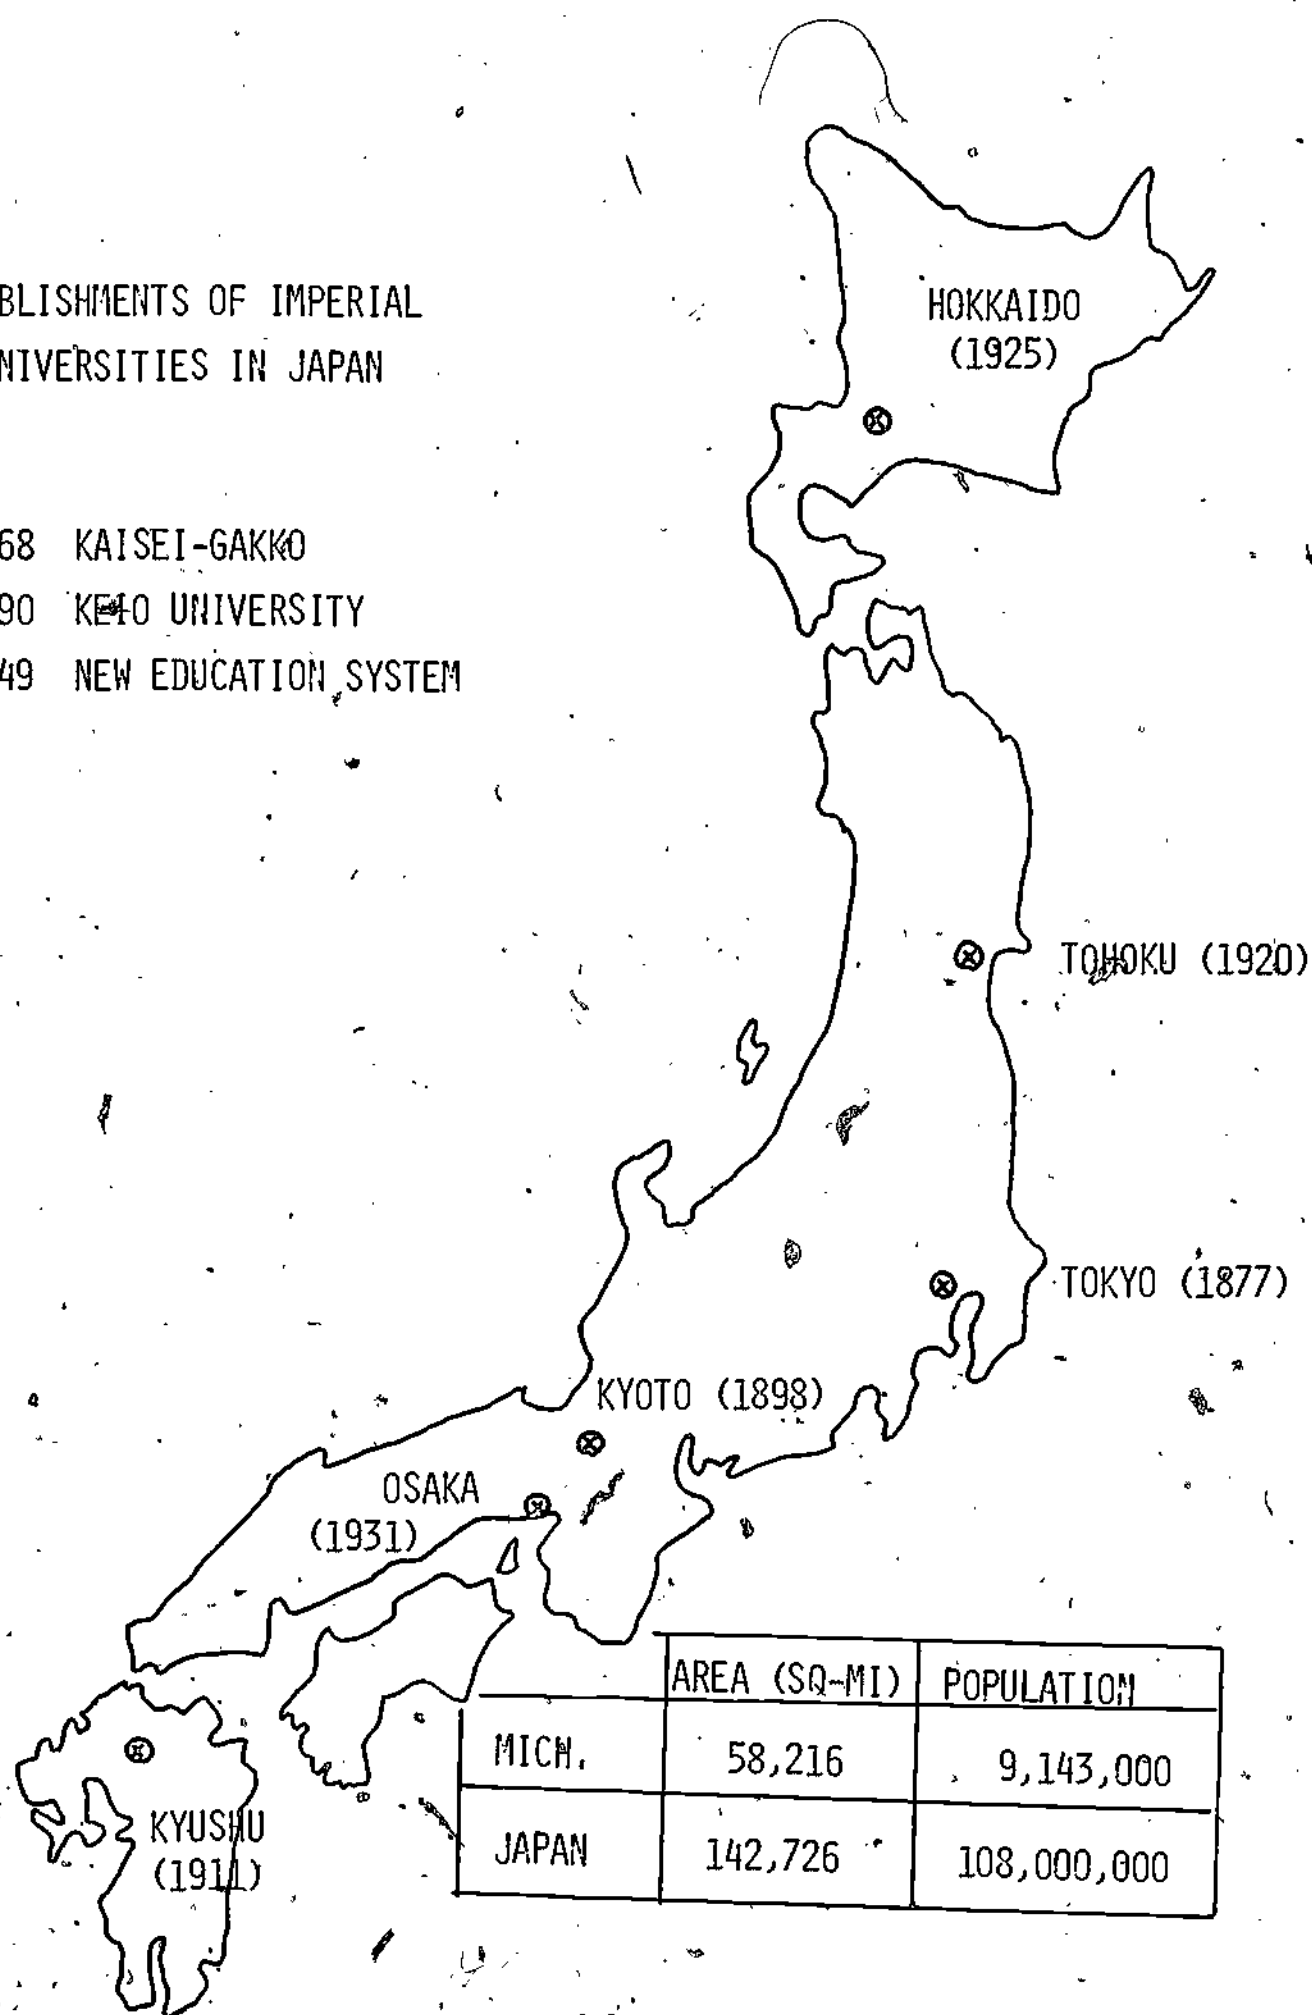 BLISHMENTS OF IMPERIAL
NIVERSITIES IN JAPAN
68 KAISEI-GAKKO
90 KEIO UNIVERSITY
49 NEW EDUCATION SYSTEM
HOKKAIDO
(1925)
TOHOKU (1920)
TOKYO (1877)
KYOTO (1898)
OSAKA
(1931)
KYUSHU
(1911)
AREA (SQ-MI) POPULATION
MICH. 58,216 9,143,000
JAPAN 142,726 108,000,000